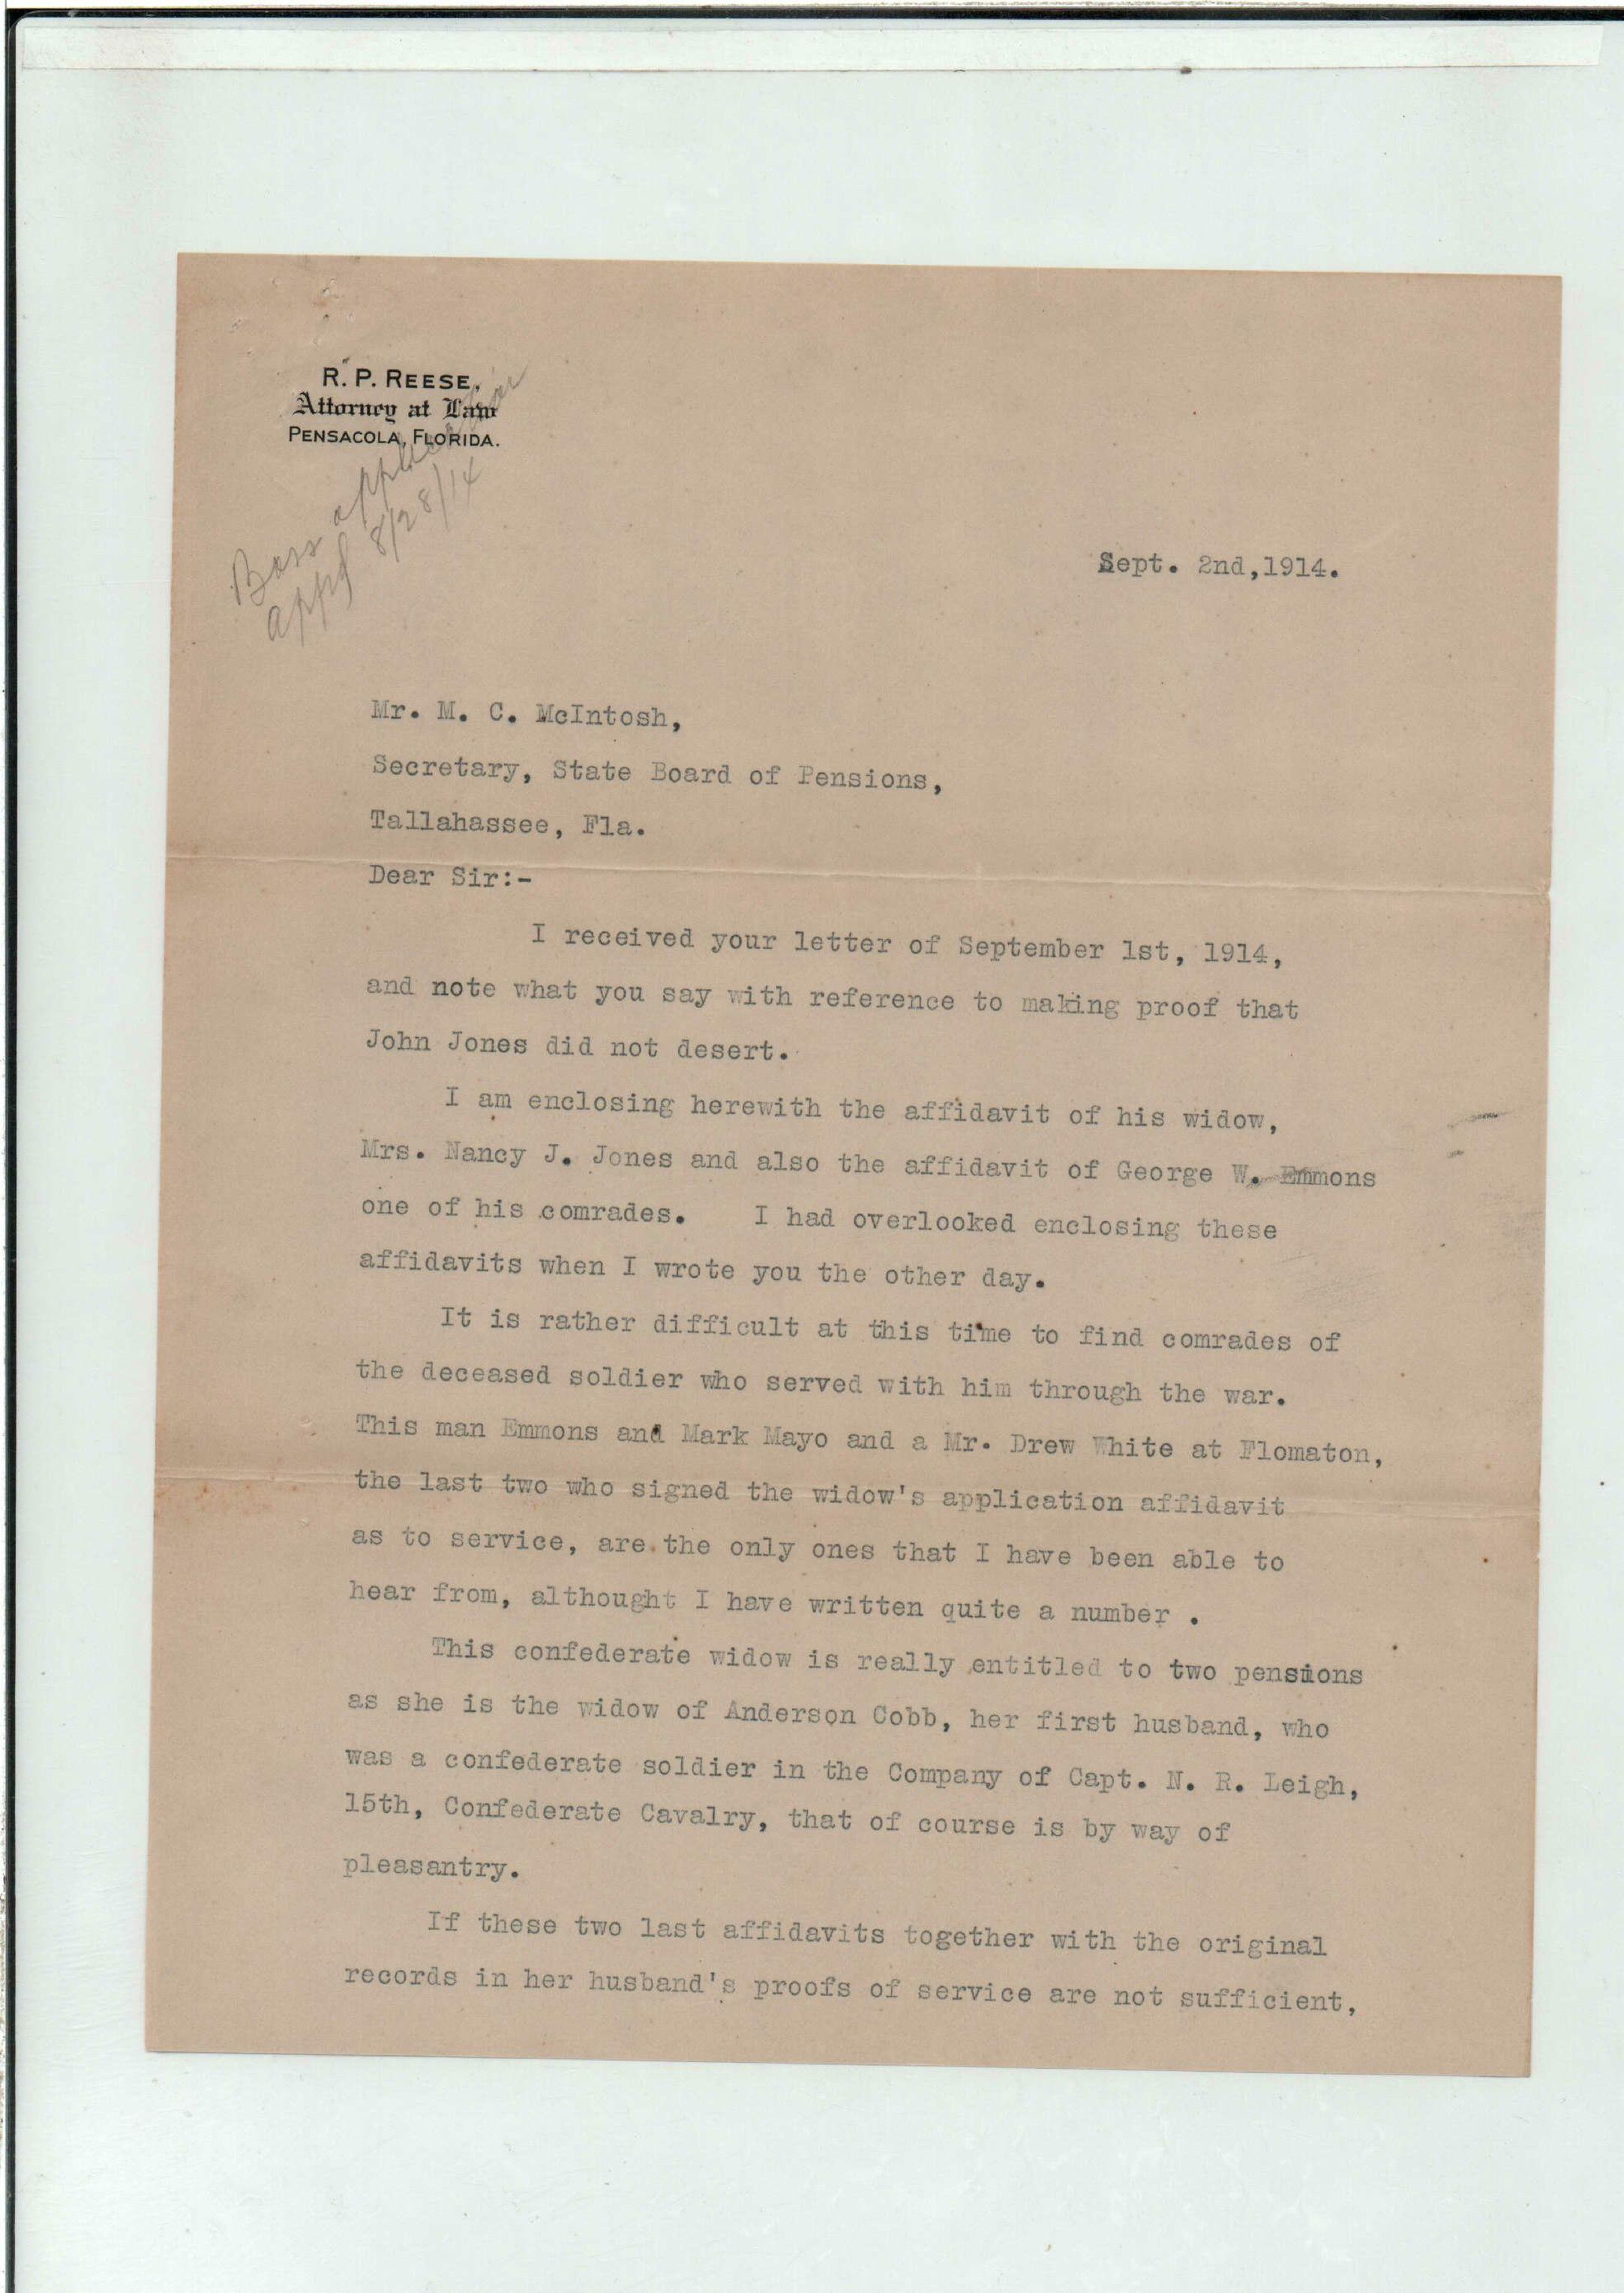 R. P. REESE,
Attorney at Law
PENSACOLA, FLORIDA.
Bass application
appd 8/28/14
Sept. 2nd,1914.
Mr. M. C. McIntosh,
Secretary, State Board of Pensions,
Tallahassee, Fla.
Dear Sir:-
I received your letter of September 1st, 1914,
and note what you say with reference to making proof that
John Jones did not desert.
I am enclosing herewith the affidavit of his widow,
Mrs. Nancy J. Jones and also the affidavit of George W. Emmons
one of his comrades. I had overlooked enclosing these
affidavits when I wrote you the other day.
It is rather difficult at this time to find comrades of
the deceased soldier who served with him through the war.
This man Emmons and Mark Mayo and a Mr. Drew White at Flomaton,
the last two who signed the widow's application affidavit
as to service, are the only ones that I have been able to
hear from, althought I have written quite a number .
This confederate widow is really entitled to two pensions
as she is the widow of Anderson Cobb, her first husband, who
was a confederate soldier in the Company of Capt. N. R. Leigh,
15th, Confederate Cavalry, that of course is by way of
pleasantry.
If these two last affidavits together with the original
records in her husband's proofs of service are not sufficient,